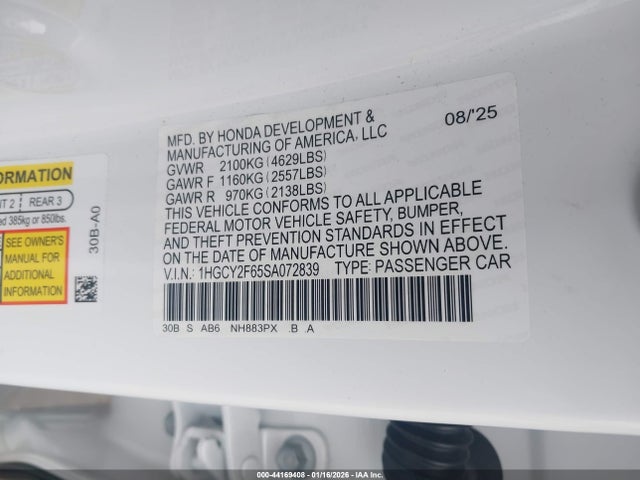 MFD. BY HONDA DEVELOPMENT &
MANUFACTURING OF AMERICA, LLC
08/'25
GVWR 2100KG (4629LBS)
GAWR F 1160KG (2557LBS)
GAWR R 970KG (2138LBS)
THIS VEHICLE CONFORMS TO ALL APPLICABLE
FEDERAL MOTOR VEHICLE SAFETY, BUMPER,
AND THEFT PREVENTION STANDARDS IN EFFECT
ON THE DATE OF MANUFACTURE SHOWN ABOVE.
V.I.N.: 1HGCY2F65SA072839 TYPE: PASSENGER CAR
30B S AB6 NH883PX .B .A
ORMATION
T 2 REAR 3
ed 385kg or 850lbs.
SEE OWNER'S
MANUAL FOR
ADDITIONAL
INFORMATION
30B-A0
000-44169408 - 01/16/2026 - IAA Inc.